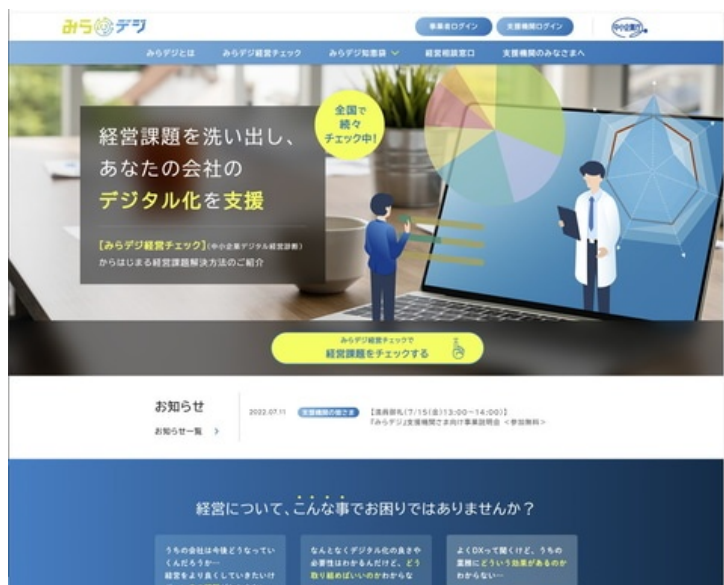 みらデジ
事業者ログイン
支援機関ログイン
中小企業庁
みらデジとは
みらデジ経営チェック
みらデジ知恵袋
経営相談窓口
支援機関のみなさまへ
全国で
続々
チェック中!
経営課題を洗い出し、
あなたの会社の
デジタル化を支援
【みらデジ経営チェック】(中小企業デジタル経営診断)
からはじまる経営課題解決方法のご紹介
みらデジ経営チェックで
経営課題をチェックする
お知らせ
お知らせ一覧 >
2022.07.11
支援機関の皆さま
【満員御礼(7/15(金)13:00~14:00)】
『みらデジ』支援機関さま向け事業説明会 <参加無料>
経営について、こんな事でお困りではありませんか?
うちの会社は今後どうなってい
くんだろうか…
経営をより良くしていきたいけ
なんとなくデジタル化の良さや
必要性はわかるんだけど、どう
取り組めばいいのかわからな
よくDXって聞くけど、うちの
業務にどういう効果があるのか
わからない…